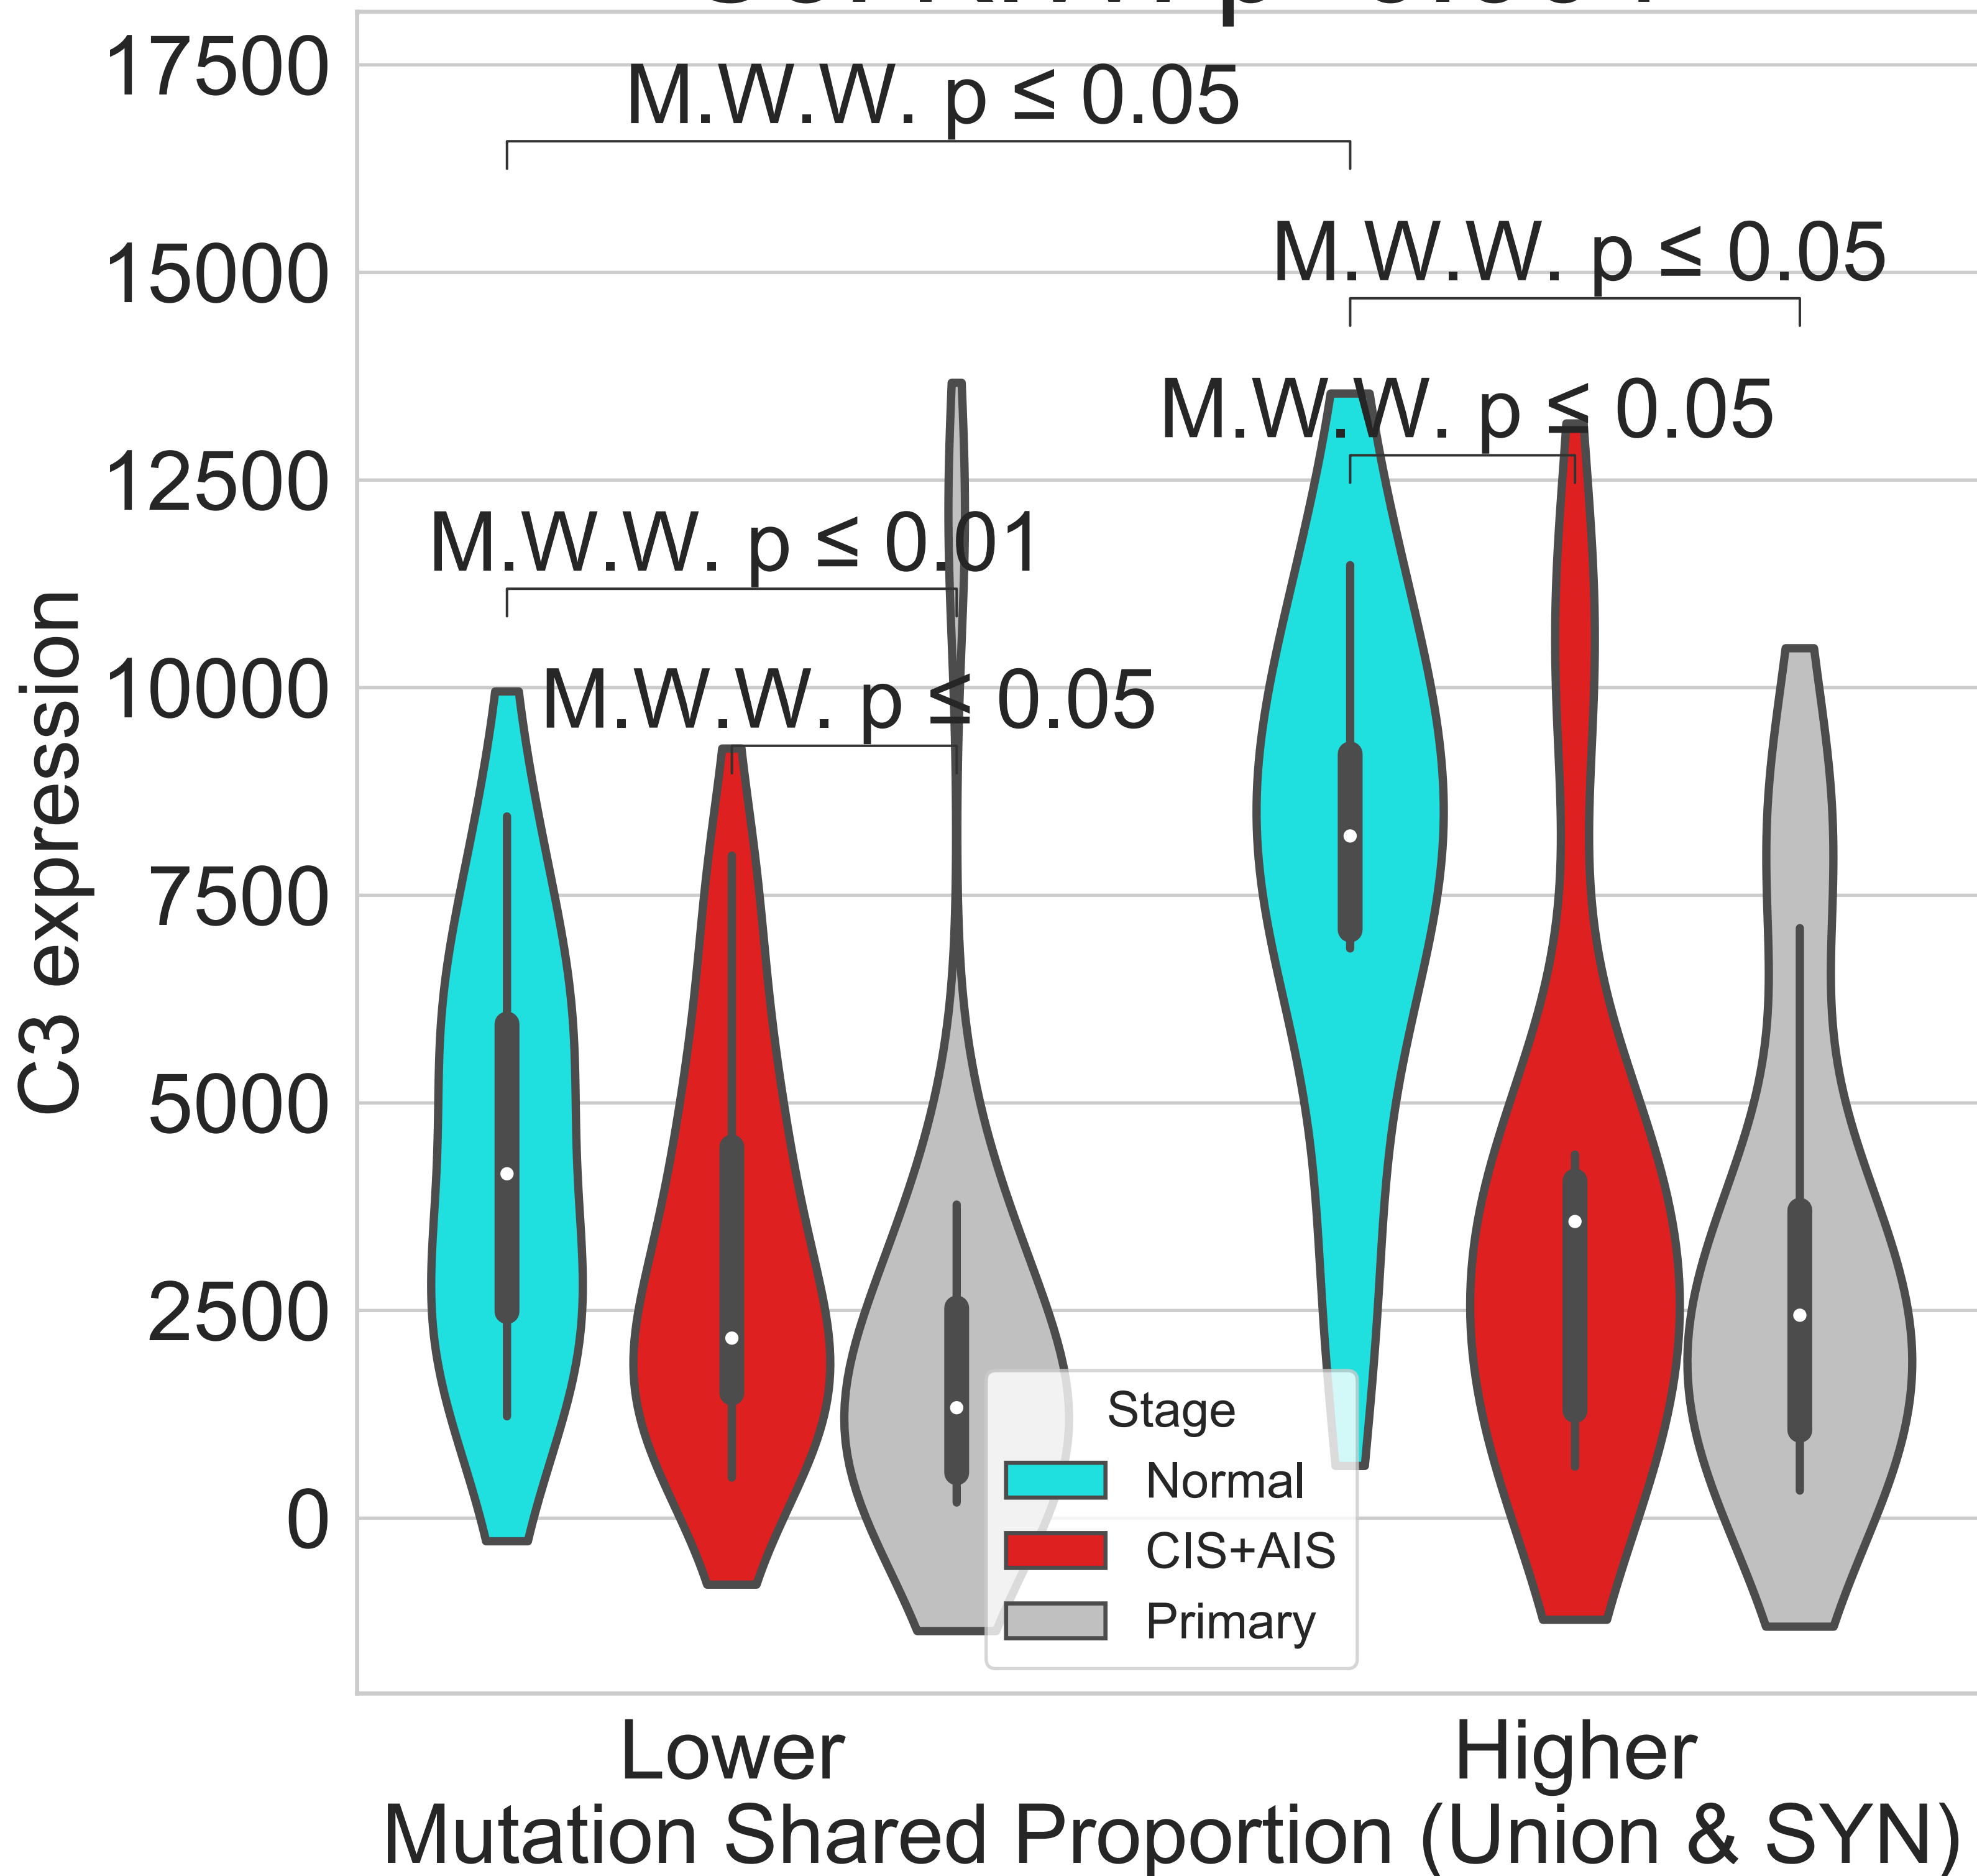 17500
M.W.W. p ≤ 0.05
15000
M.W.W. p ≤ 0.05
M.W.W. p ≤ 0.05
12500
M.W.W. p ≤ 0.01
10000
M.W.W. p ≤ 0.05
7500
5000
2500
0
C3 expression
Stage
Normal
CIS+AIS
Primary
Lower
Higher
Mutation Shared Proportion (Union & SYN)